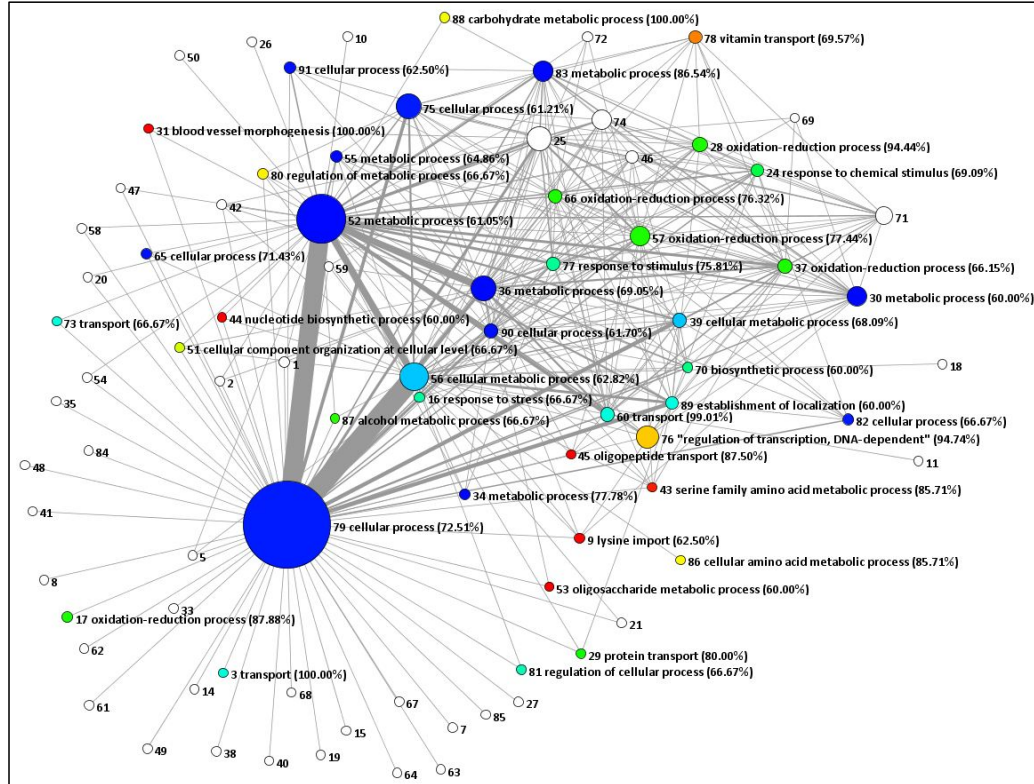 88 carbohydrate metabolic process (100.00%)
10
72
26
78 vitamin transport (69.57%)
50
91 cellular process (62.50%)
83 metabolic process (86.54%)
75 cellular process (61.21%)
74
69
31 blood vessel morphogenesis (100.00%)
25
28 oxidation-reduction process (94.44%)
55 metabolic process (64.86%)
46
24 response to chemical stimulus (69.09%)
80 regulation of metabolic process (66.67%)
47
66 oxidation-reduction process (76.32%)
42
52 metabolic process (61.05%)
71
58
57 oxidation-reduction process (77.44%)
65 cellular process (71.43%)
59
77 response to stimulus (75.81%)
37 oxidation-reduction process (66.15%)
20
36 metabolic process (69.05%)
30 metabolic process (60.00%)
73 transport (66.67%)
44 nucleotide biosynthetic process (60.00%)
39 cellular metabolic process (68.09%)
90 cellular process (61.70%)
51 cellular component organization at cellular level (66.67%)
1
18
70 biosynthetic process (60.00%)
54
2
56 cellular metabolic process (62.82%)
16 response to stress (66.67%)
35
89 establishment of localization (60.00%)
60 transport (99.01%)
87 alcohol metabolic process (66.67%)
82 cellular process (66.67%)
76 "regulation of transcription, DNA-dependent" (94.74%)
84
45 oligopeptide transport (87.50%)
11
48
43 serine family amino acid metabolic process (85.71%)
34 metabolic process (77.78%)
41
79 cellular process (72.51%)
9 lysine import (62.50%)
5
86 cellular amino acid metabolic process (85.71%)
8
53 oligosaccharide metabolic process (60.00%)
33
17 oxidation-reduction process (87.88%)
21
62
29 protein transport (80.00%)
3 transport (100.00%)
81 regulation of cellular process (66.67%)
14
68
67
27
61
85
15
7
49
38
19
40
64
63